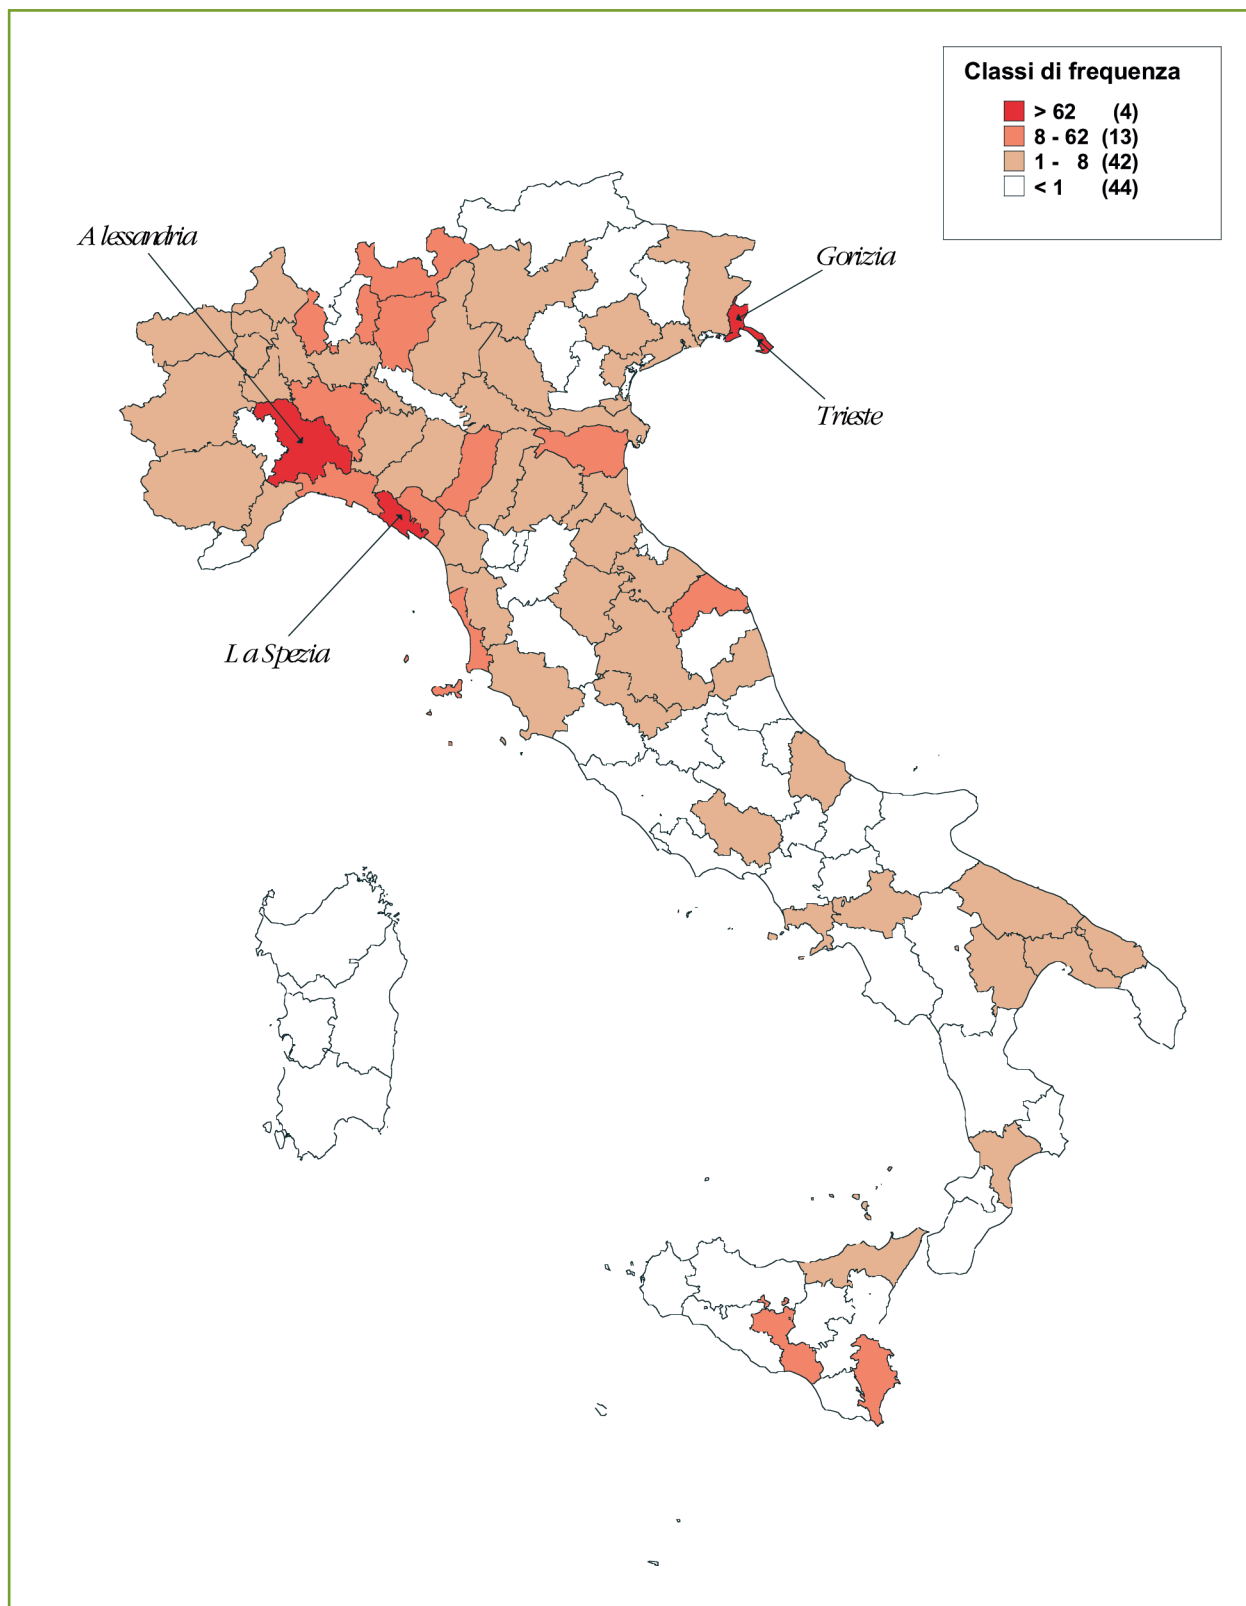 Classi di frequenza
> 62 (4)
8 - 62 (13)
1 - 8 (42)
< 1 (44)
Alessandria
Gorizia
Trieste
La Spezia